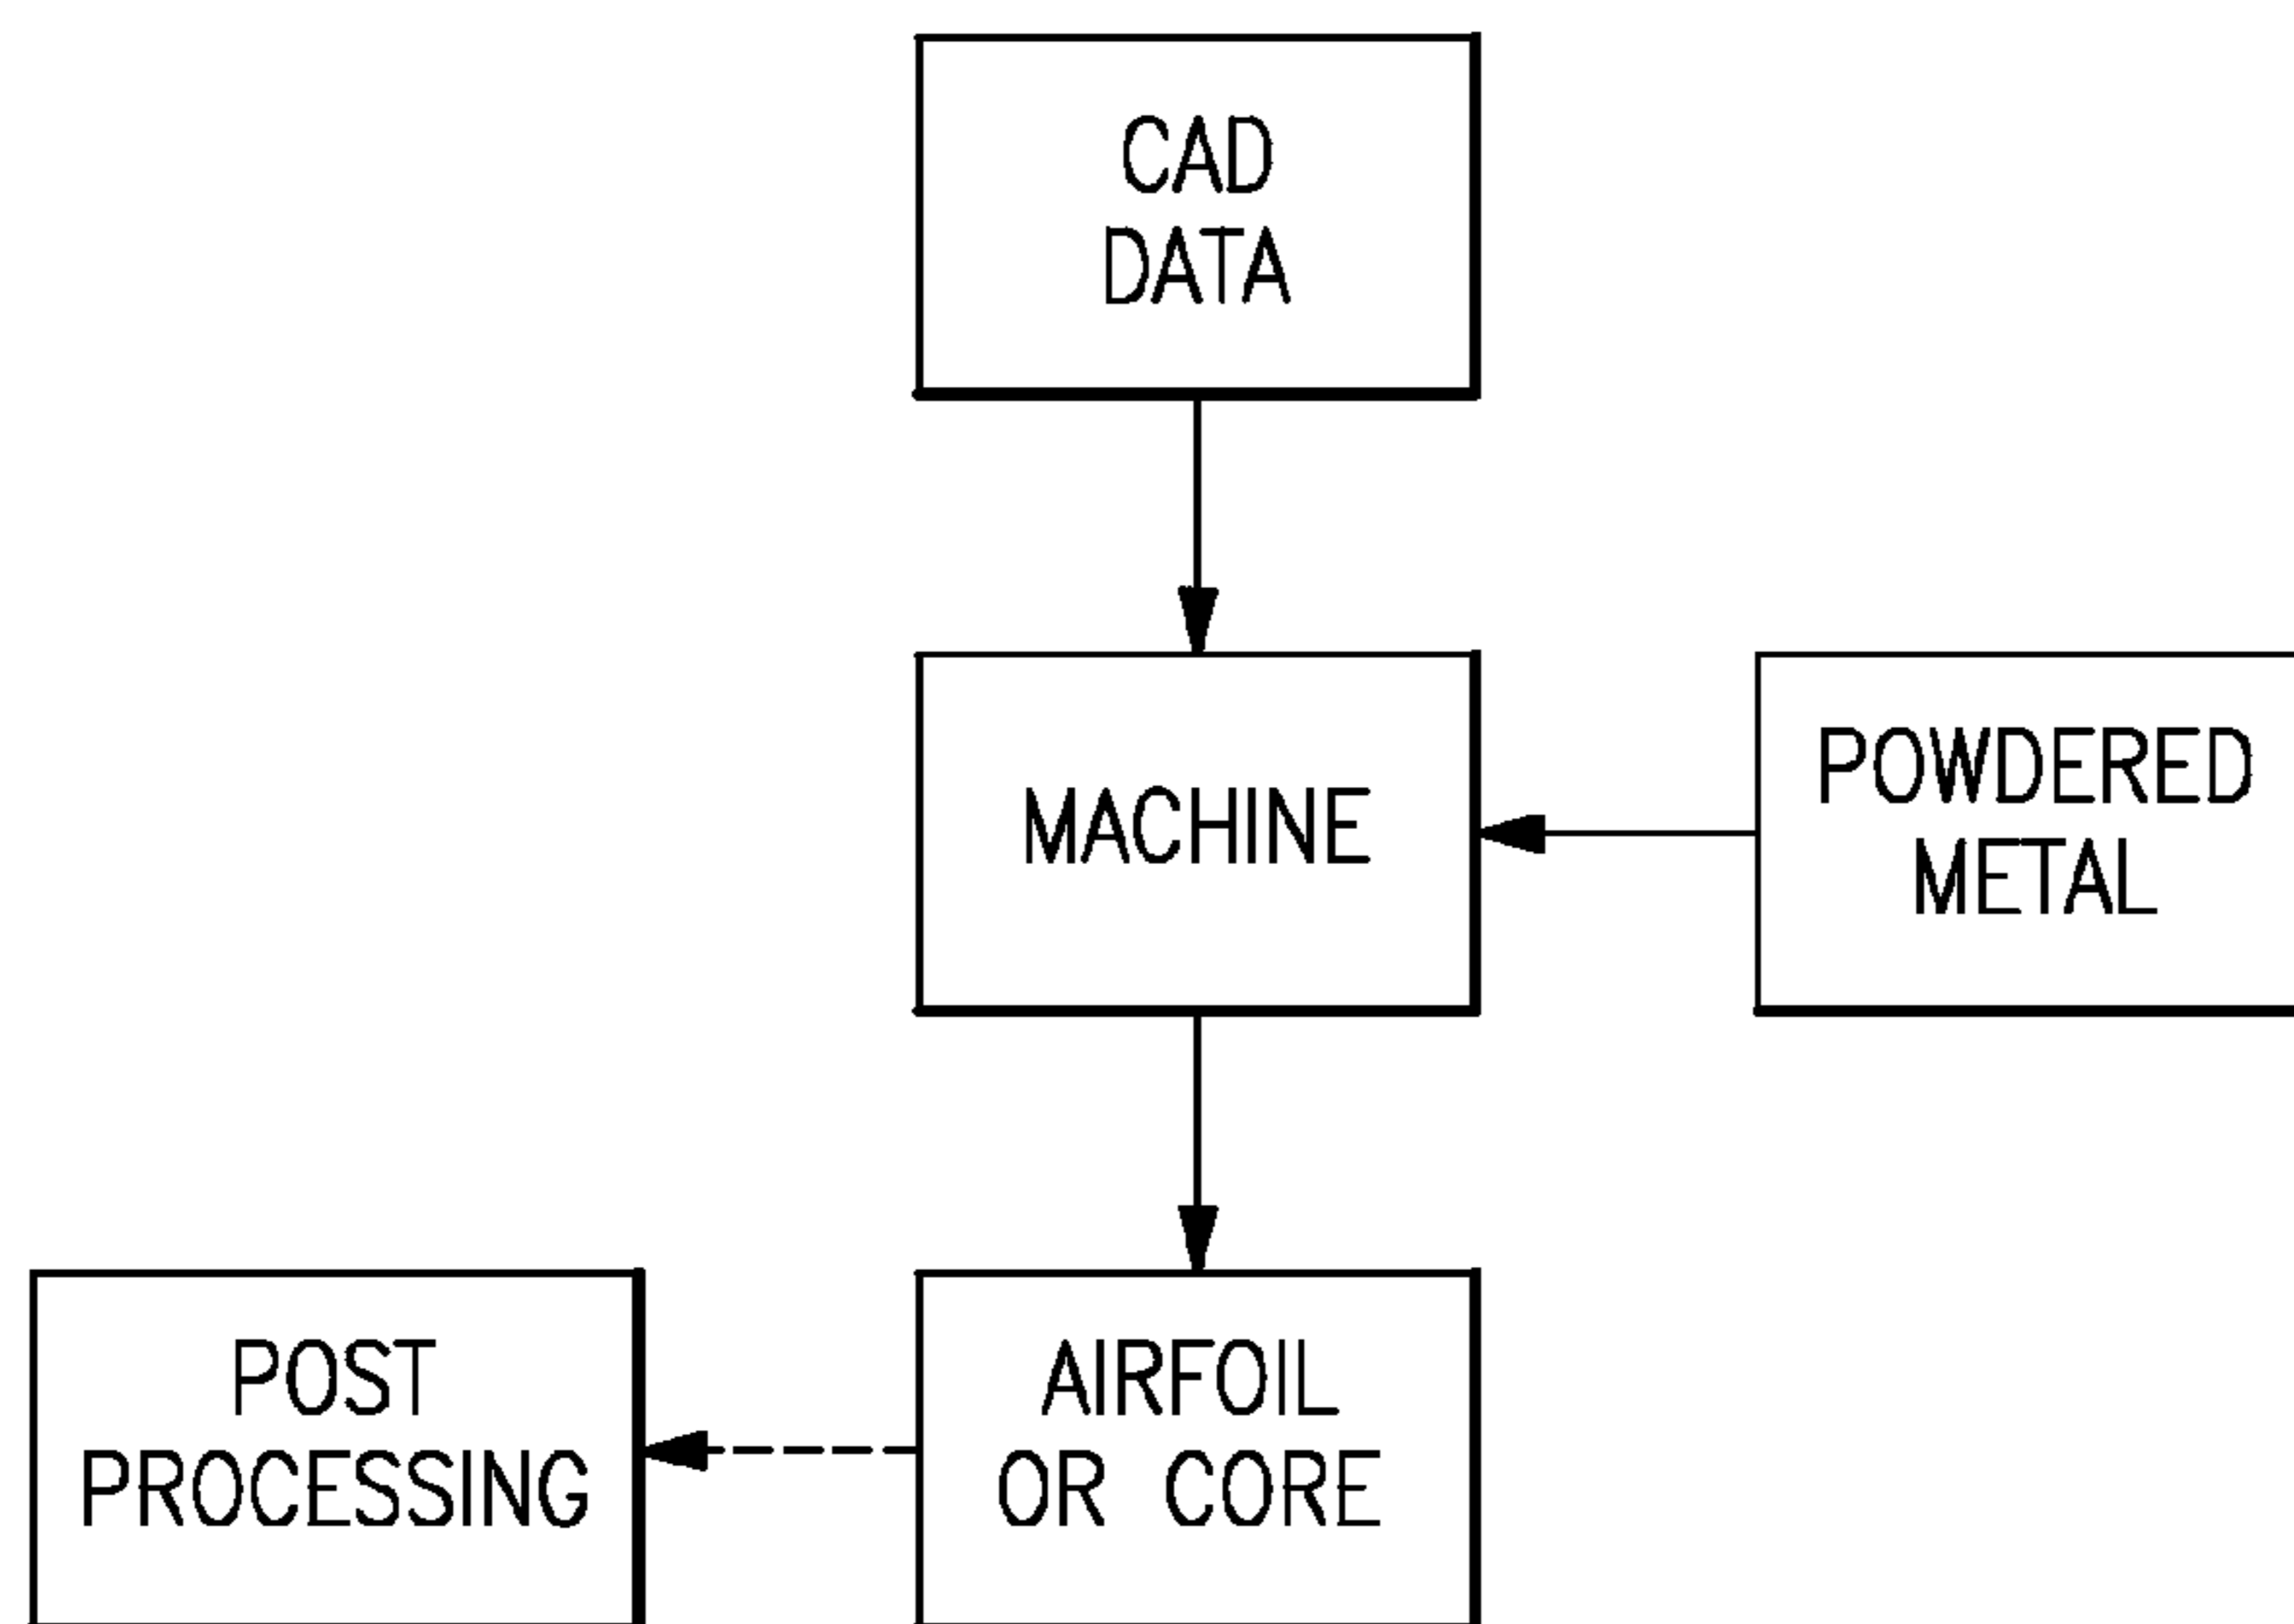 CAD
DATA
MACHINE
POWDERED
METAL
POST
PROCESSING
AIRFOIL
OR CORE